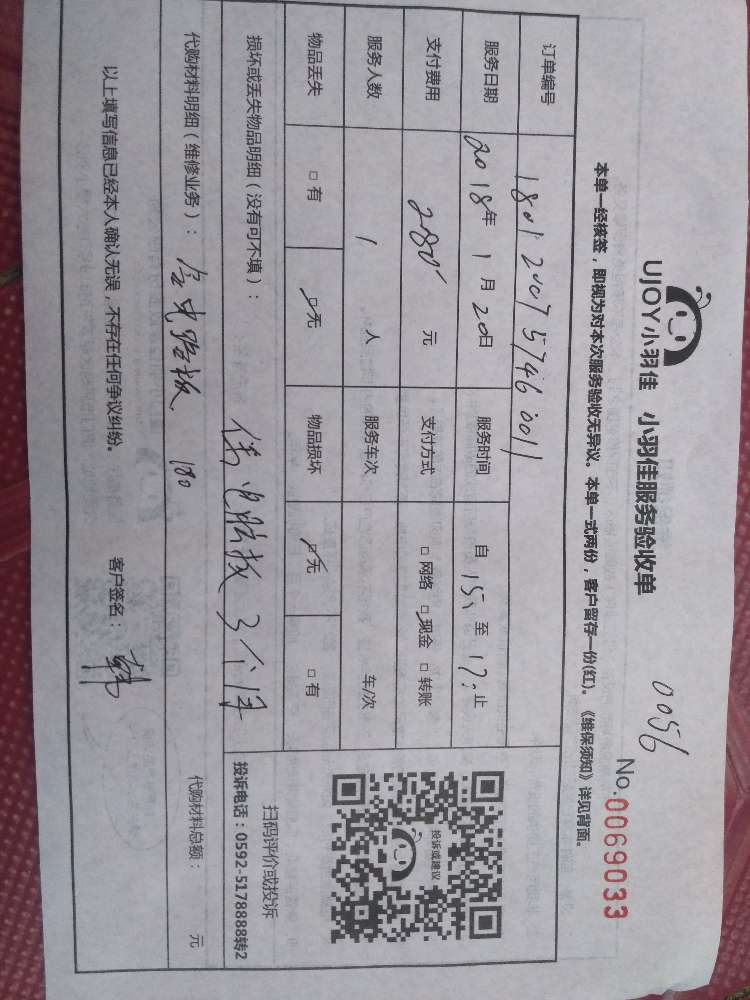 UJOY小羽佳 小羽佳服务验收单
0056
No.0069033
本单一经核签，即视为对本次服务验收无异议。本单一式两份，客户留存一份(红)。《维保须知》详见背面。
订单编号 1801200757460011
服务日期 2018年1月20日 服务时间 自 15: 至 17: 止
支付费用 280 元 支付方式 □网络 □现金 □转账
服务人数 1 人 服务车次 车/次
物品丢失 □有 □无 物品损坏 □无 □有
损坏或丢失物品明细（没有可不填）：
保 电 板 3个月
代购材料明细（维修业务）： 电路板 180 代购材料总额： 元
以上填写信息已经本人确认无误，不存在任何争议纠纷。 客户签名： 韩
投诉或建议
扫码评价或投诉
投诉电话：0592-5178888转2